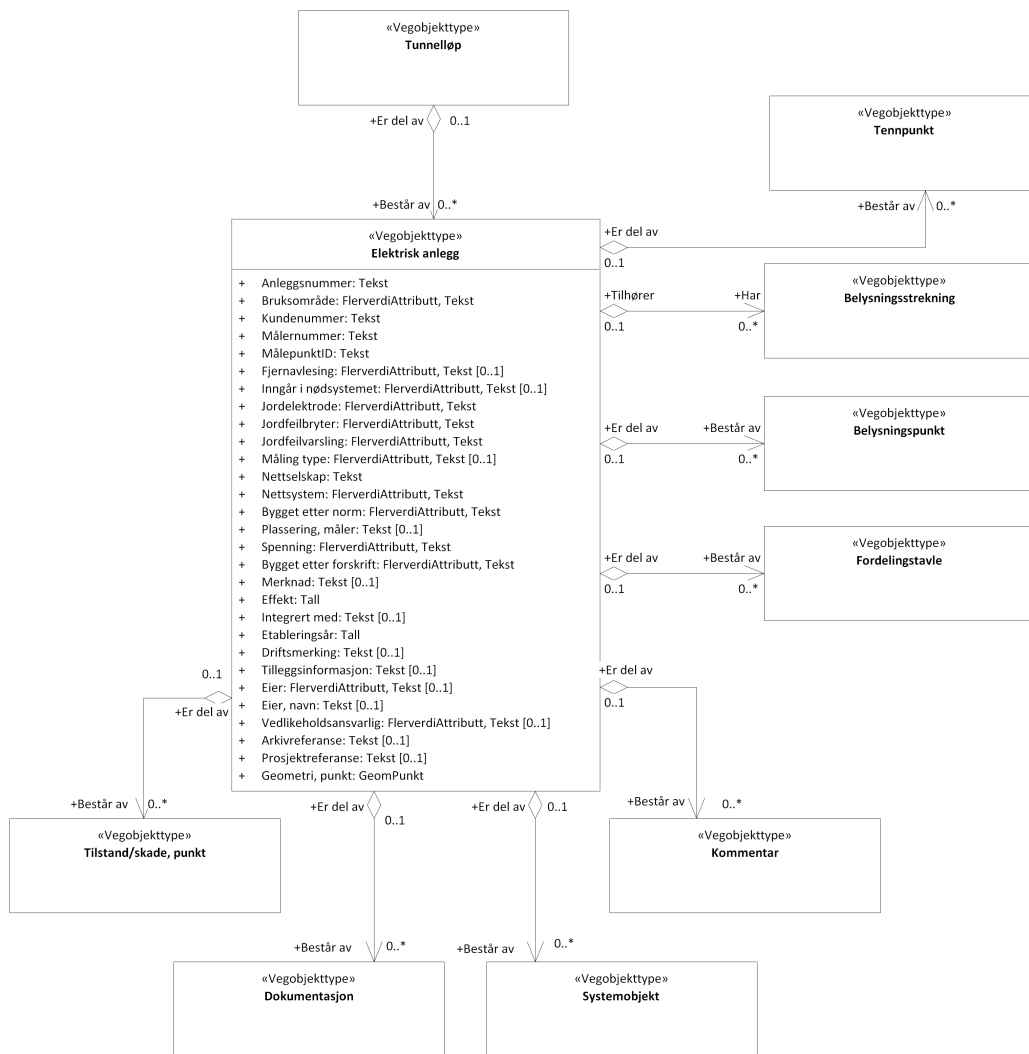 «Vegobjekttype»
Tunnelløp
+Er del av 0..1
+Består av 0..*
«Vegobjekttype»
Tennpunkt
+Består av 0..*
«Vegobjekttype»
Elektrisk anlegg
+ Anleggsnummer: Tekst
+ Bruksområde: FlerverdiAttributt, Tekst
+ Kundenummer: Tekst
+ Målernummer: Tekst
+ MålepunktID: Tekst
+ Fjernavlesing: FlerverdiAttributt, Tekst [0..1]
+ Inngår i nødsystemet: FlerverdiAttributt, Tekst [0..1]
+ Jordelektrode: FlerverdiAttributt, Tekst
+ Jordfeilbryter: FlerverdiAttributt, Tekst
+ Jordfeilvarsling: FlerverdiAttributt, Tekst
+ Måling type: FlerverdiAttributt, Tekst [0..1]
+ Nettselskap: Tekst
+ Nettsystem: FlerverdiAttributt, Tekst
+ Bygget etter norm: FlerverdiAttributt, Tekst
+ Plassering, måler: Tekst [0..1]
+ Spenning: FlerverdiAttributt, Tekst
+ Bygget etter forskrift: FlerverdiAttributt, Tekst
+ Merknad: Tekst [0..1]
+ Effekt: Tall
+ Integrert med: Tekst [0..1]
+ Etableringsår: Tall
+ Driftsmerking: Tekst [0..1]
+ Tilleggsinformasjon: Tekst [0..1]
+ Eier: FlerverdiAttributt, Tekst [0..1]
+ Eier, navn: Tekst [0..1]
+ Vedlikeholdsansvarlig: FlerverdiAttributt, Tekst [0..1]
+ Arkivreferanse: Tekst [0..1]
+ Prosjektreferanse: Tekst [0..1]
+ Geometri, punkt: GeomPunkt
+Er del av
0..1
+Tilhører +Har
0..1 0..*
«Vegobjekttype»
Belysningsstrekning
+Er del av +Består av
0..1 0..*
«Vegobjekttype»
Belysningspunkt
+Er del av +Består av
0..1 0..*
«Vegobjekttype»
Fordelingstavle
+Er del av
0..1
+Består av 0..*
«Vegobjekttype»
Kommentar
0..1
+Er del av
+Består av 0..*
«Vegobjekttype»
Tilstand/skade, punkt
+Er del av
0..1
+Består av 0..*
«Vegobjekttype»
Dokumentasjon
+Er del av 0..1
+Består av 0..*
«Vegobjekttype»
Systemobjekt